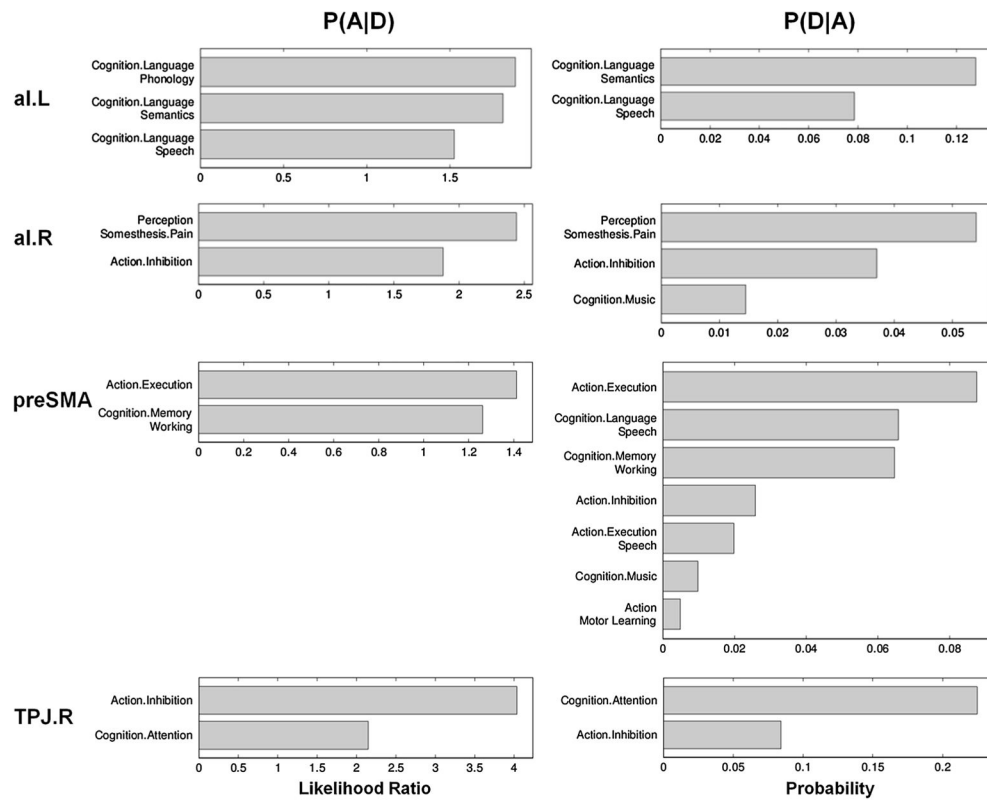 P(A|D)
P(D|A)
aI.L
Cognition.Language
Phonology
Cognition.Language
Semantics
Cognition.Language
Speech
0 0.5 1 1.5
Cognition.Language
Semantics
Cognition.Language
Speech
0 0.02 0.04 0.06 0.08 0.1 0.12
aI.R
Perception
Somesthesis.Pain
Action.Inhibition
0 0.5 1 1.5 2 2.5
Perception
Somesthesis.Pain
Action.Inhibition
Cognition.Music
0 0.01 0.02 0.03 0.04 0.05
preSMA
Action.Execution
Cognition.Memory
Working
0 0.2 0.4 0.6 0.8 1 1.2 1.4
Action.Execution
Cognition.Language
Speech
Cognition.Memory
Working
Action.Inhibition
Action.Execution
Speech
Cognition.Music
Action
Motor Learning
0 0.02 0.04 0.06 0.08
TPJ.R
Action.Inhibition
Cognition.Attention
0 0.5 1 1.5 2 2.5 3 3.5 4
Likelihood Ratio
Cognition.Attention
Action.Inhibition
0 0.05 0.1 0.15 0.2
Probability